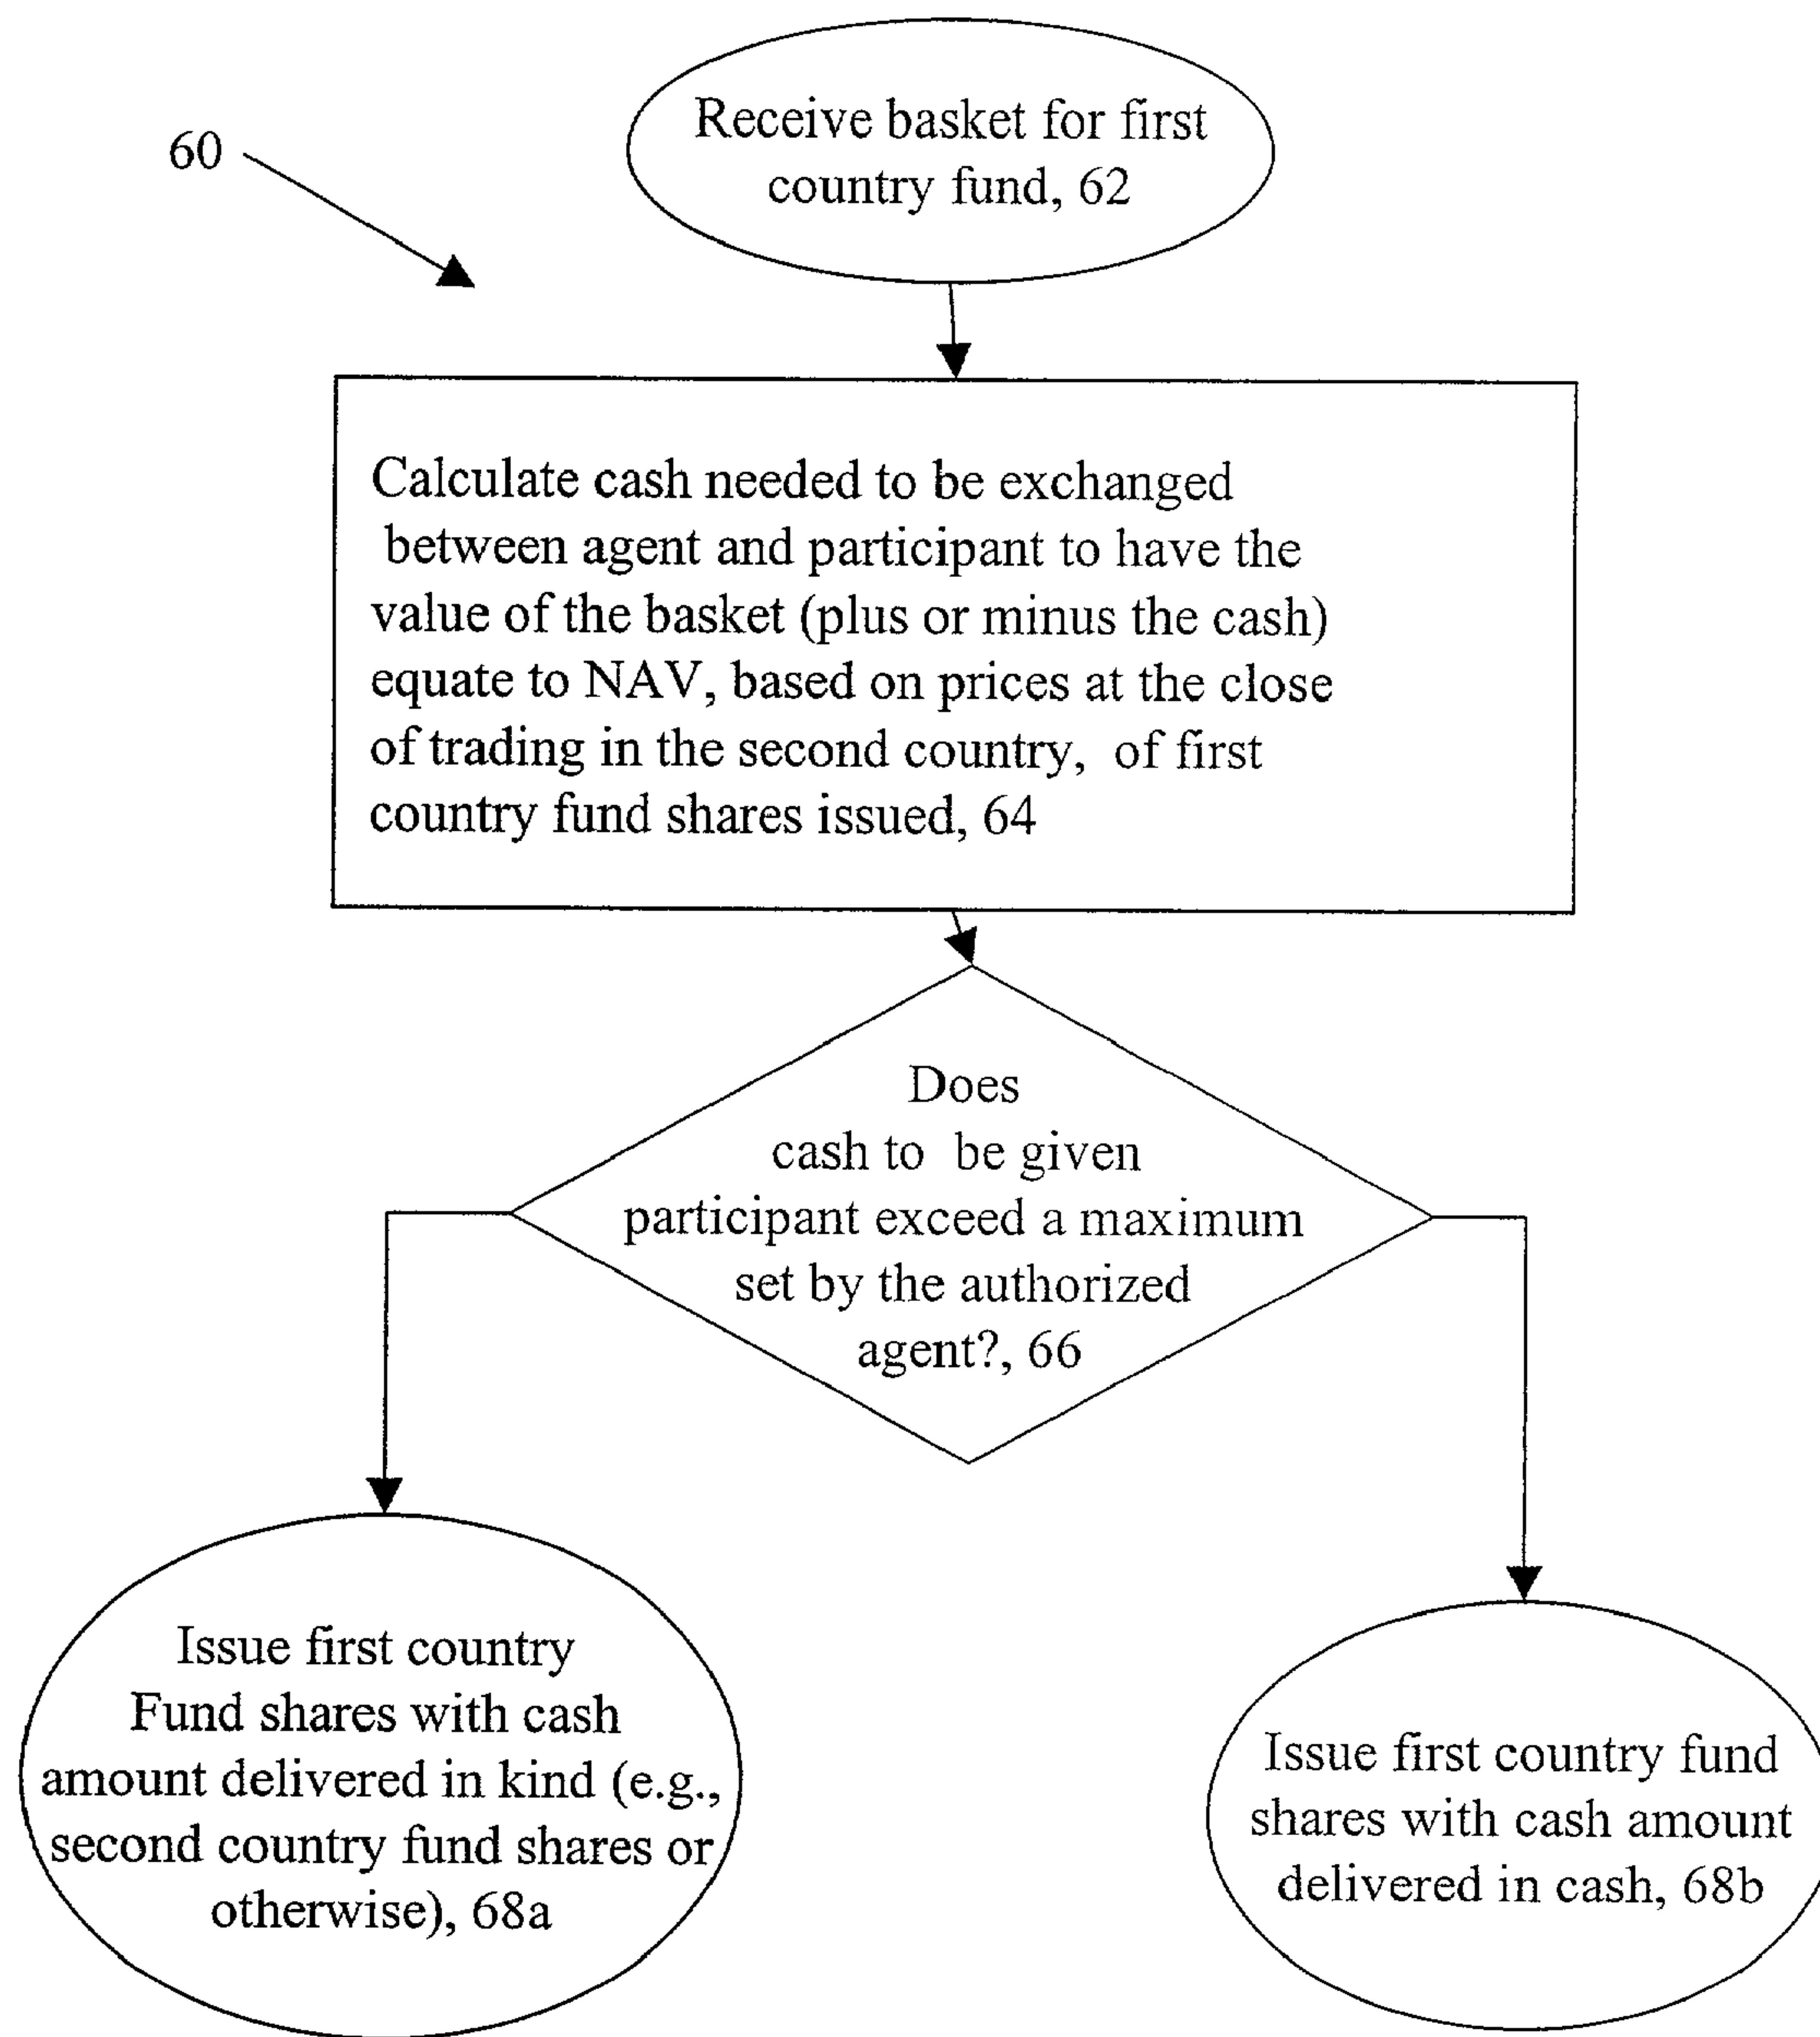 60
Receive basket for first
country fund, 62
Calculate cash needed to be exchanged
between agent and participant to have the
value of the basket (plus or minus the cash)
equate to NAV, based on prices at the close
of trading in the second country, of first
country fund shares issued, 64
Does
cash to be given
participant exceed a maximum
set by the authorized
agent?, 66
Issue first country
Fund shares with cash
amount delivered in kind (e.g.,
second country fund shares or
otherwise), 68a
Issue first country fund
shares with cash amount
delivered in cash, 68b